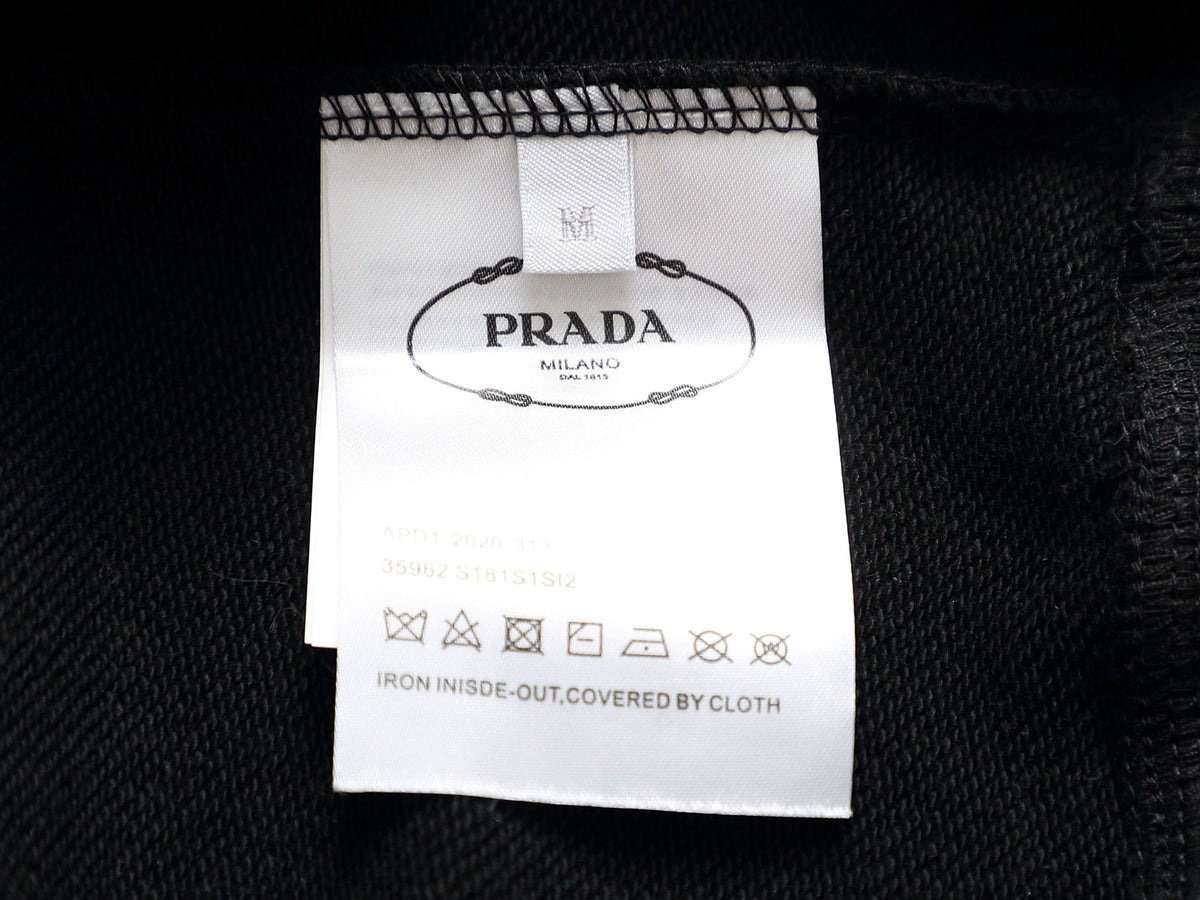 M
PRADA
MILANO
DAL 1913
APD1 2020 313
35962 S181S1SI2
IRON INISDE-OUT,COVERED BY CLOTH